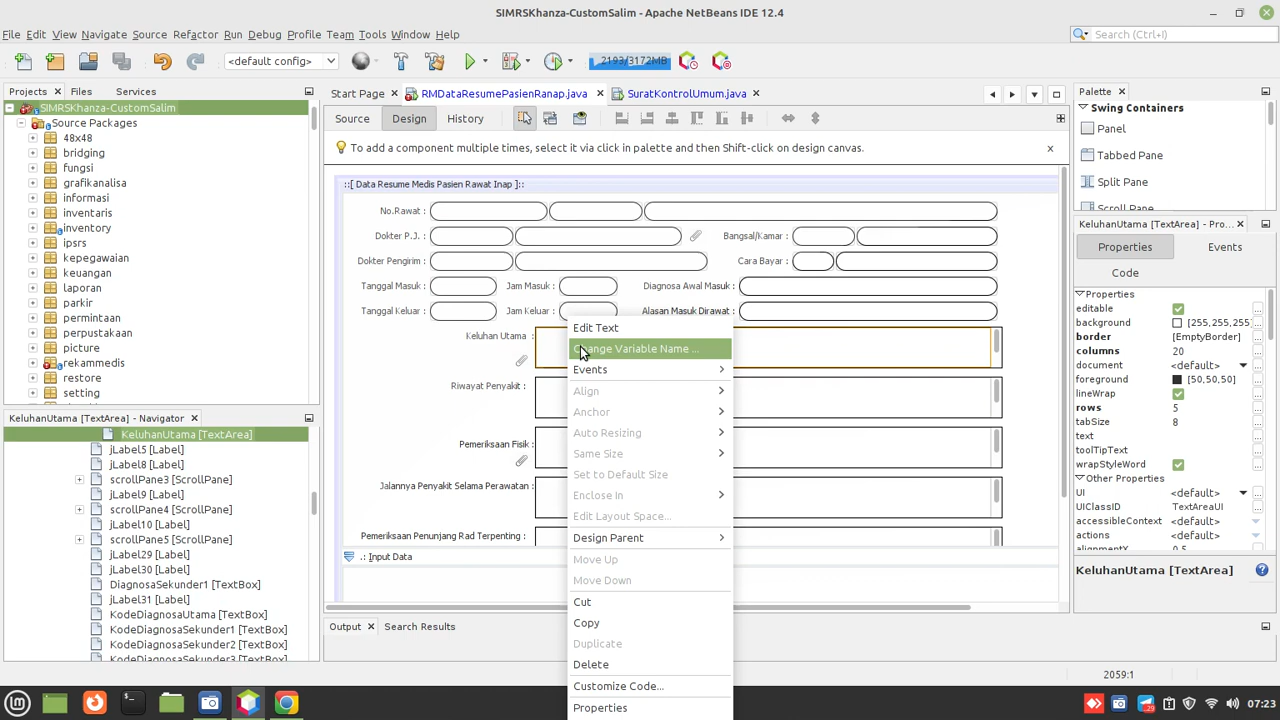 SIMRSKhanza-CustomSalim - Apache NetBeans IDE 12.4
File Edit View Navigate Source Refactor Run Debug Profile Team Tools Window Help
Search (Ctrl+I)
<default config>
2193/3172MB
Projects
Files
Services
SIMRSKhanza-CustomSalim
Source Packages
48x48
bridging
fungsi
grafikanalisa
informasi
inventaris
inventory
ipsrs
kepegawaian
keuangan
laporan
parkir
permintaan
perpustakaan
picture
rekammedis
restore
setting
KeluhanUtama [TextArea] - Navigator
KeluhanUtama [TextArea]
jLabel5 [Label]
jLabel8 [Label]
scrollPane3 [ScrollPane]
jLabel9 [Label]
scrollPane4 [ScrollPane]
jLabel10 [Label]
scrollPane5 [ScrollPane]
jLabel29 [Label]
jLabel30 [Label]
DiagnosaSekunder1 [TextBox]
jLabel31 [Label]
KodeDiagnosaUtama [TextBox]
KodeDiagnosaSekunder1 [TextBox]
KodeDiagnosaSekunder2 [TextBox]
KodeDiagnosaSekunder3 [TextBox]
Start Page
RMDataResumePasienRanap.java
SuratKontrolUmum.java
Source
Design
History
To add a component multiple times, select it via click in palette and then Shift-click on design canvas.
::[ Data Resume Medis Pasien Rawat Inap ]::
No.Rawat :
Dokter P.J. :
Bangsal/Kamar :
Dokter Pengirim :
Cara Bayar :
Tanggal Masuk :
Jam Masuk :
Diagnosa Awal Masuk :
Tanggal Keluar :
Jam Keluar :
Alasan Masuk Dirawat :
Keluhan Utama :
Riwayat Penyakit :
Pemeriksaan Fisik :
Jalannya Penyakit Selama Perawatan :
Pemeriksaan Penunjang Rad Terpenting :
.: Input Data
Edit Text
Change Variable Name ...
Events
Align
Anchor
Auto Resizing
Same Size
Set to Default Size
Enclose In
Edit Layout Space...
Design Parent
Move Up
Move Down
Cut
Copy
Duplicate
Delete
Customize Code...
Properties
Output
Search Results
Palette
Swing Containers
Panel
Tabbed Pane
Split Pane
Scroll Pane
KeluhanUtama [TextArea] - Pro...
Properties
Events
Code
Properties
editable
background [255,255,255]
border [EmptyBorder]
columns 20
document <default>
foreground [50,50,50]
lineWrap
rows 5
tabSize 8
text
toolTipText
wrapStyleWord
Other Properties
UI <default>
UIClassID TextAreaUI
accessibleContext <default>
actions <default>
alignmentX 0.5
KeluhanUtama [TextArea]
2059:1
07:23